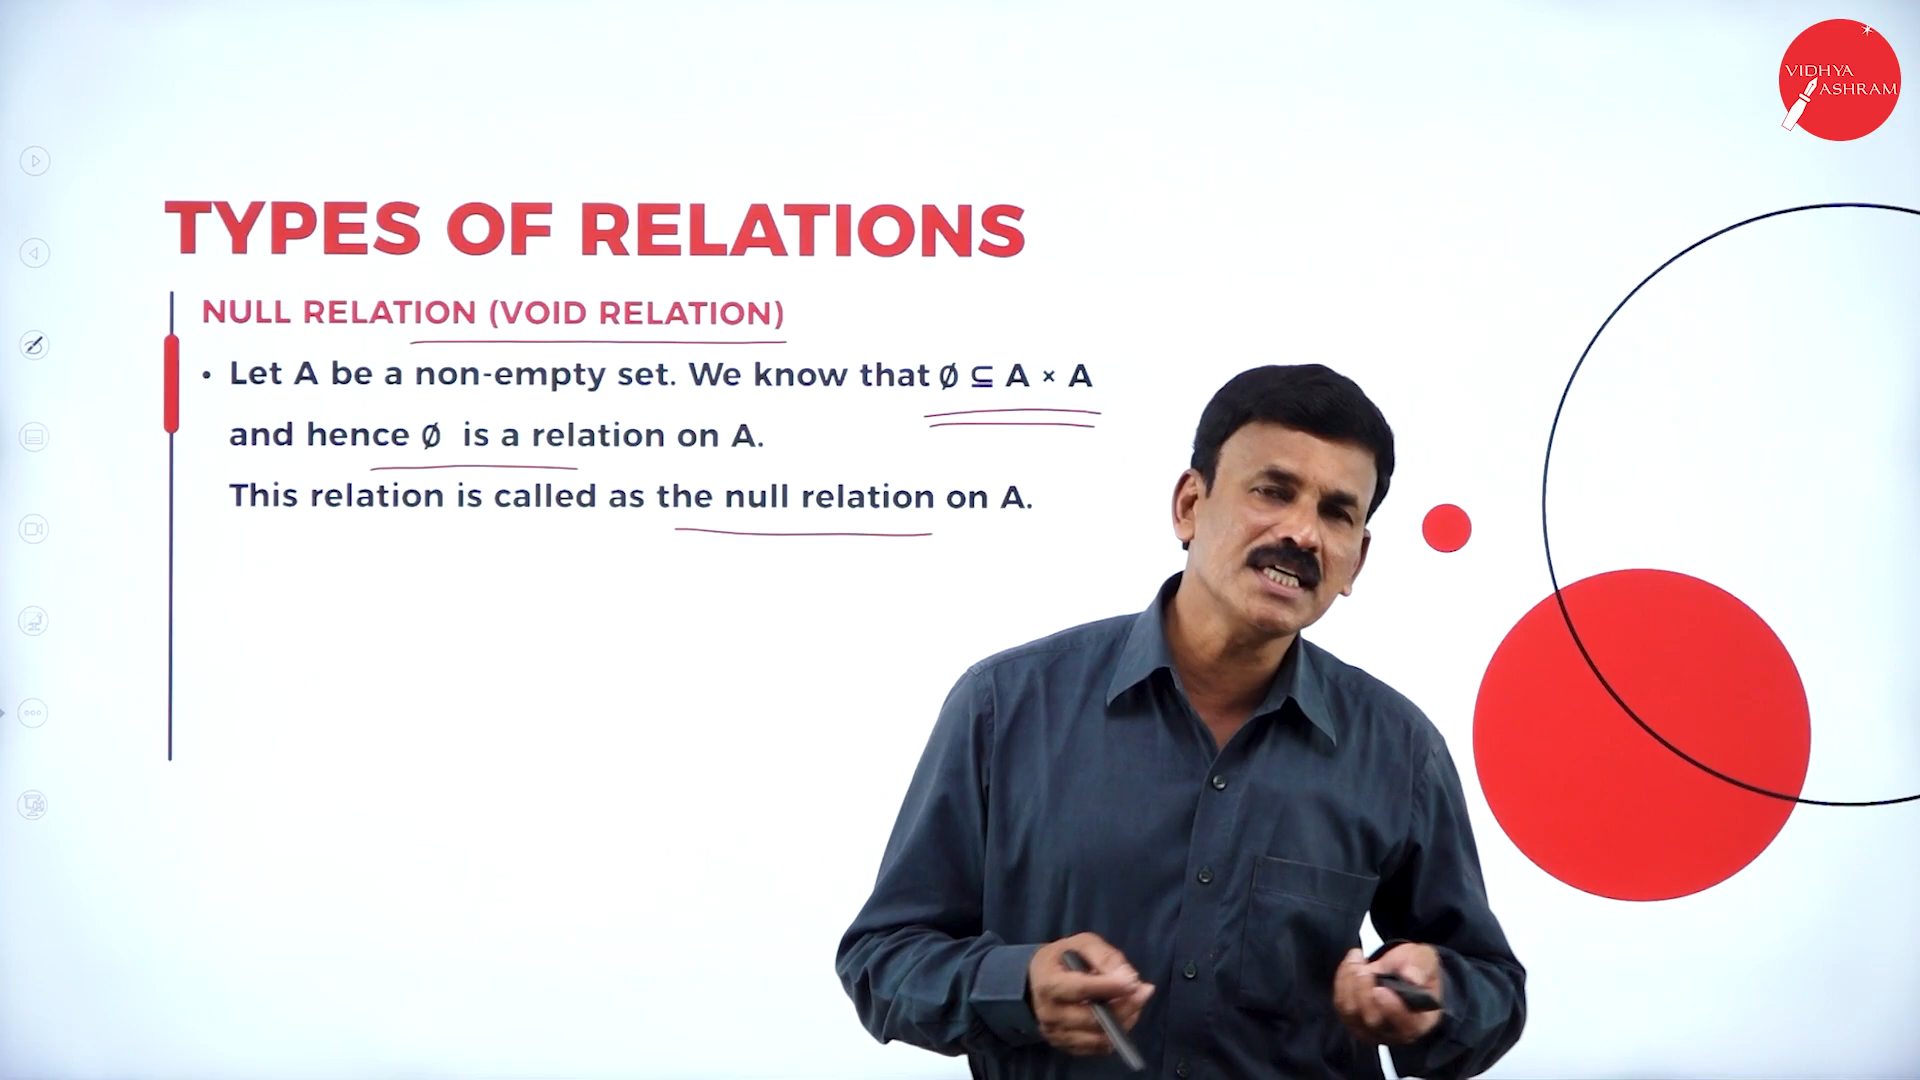 VIDHYA
ASHRAM
TYPES OF RELATIONS
NULL RELATION (VOID RELATION)
• Let A be a non-empty set. We know that ∅ ⊆ A × A
and hence ∅ is a relation on A.
This relation is called as the null relation on A.